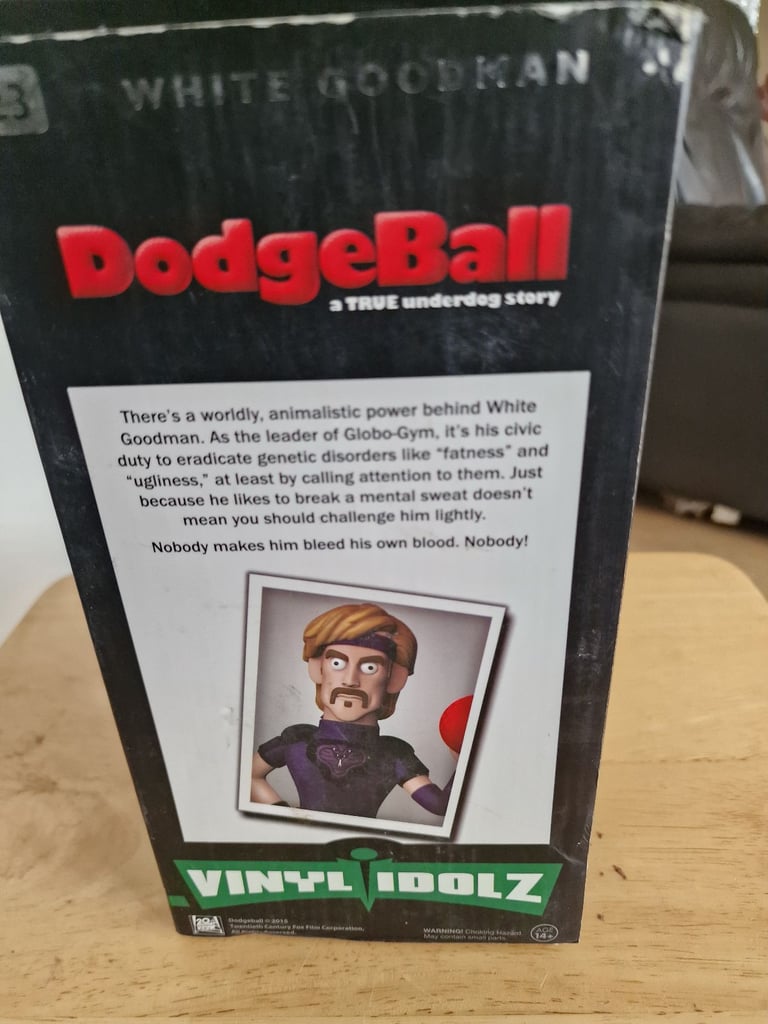 23
WHITE GOODMAN
DodgeBall
a TRUE underdog story
There's a worldly, animalistic power behind White
Goodman. As the leader of Globo-Gym, it's his civic
duty to eradicate genetic disorders like "fatness" and
"ugliness," at least by calling attention to them. Just
because he likes to break a mental sweat doesn't
mean you should challenge him lightly.
Nobody makes him bleed his own blood. Nobody!
VINYL IDOLZ
Dodgeball © 2015
Twentieth Century Fox Film Corporation.
All Rights Reserved.
WARNING! Choking Hazard
May contain small parts.
AGE
14+